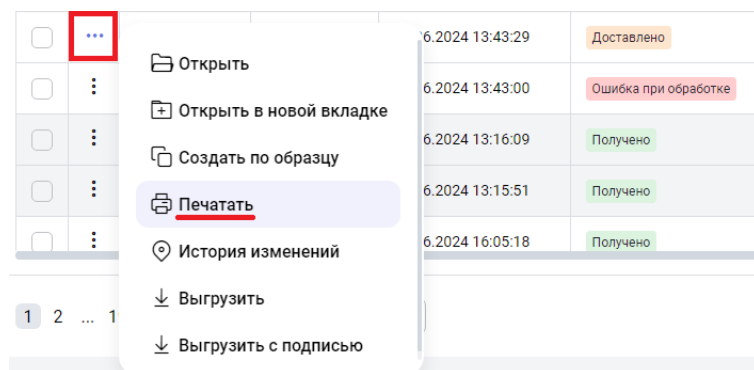 6.2024 13:43:29 Доставлено
Открыть
6.2024 13:43:00 Ошибка при обработке
Открыть в новой вкладке
6.2024 13:16:09 Получено
Создать по образцу
6.2024 13:15:51 Получено
Печатать
6.2024 16:05:18 Получено
История изменений
Выгрузить
1 2 ... 1
Выгрузить с подписью